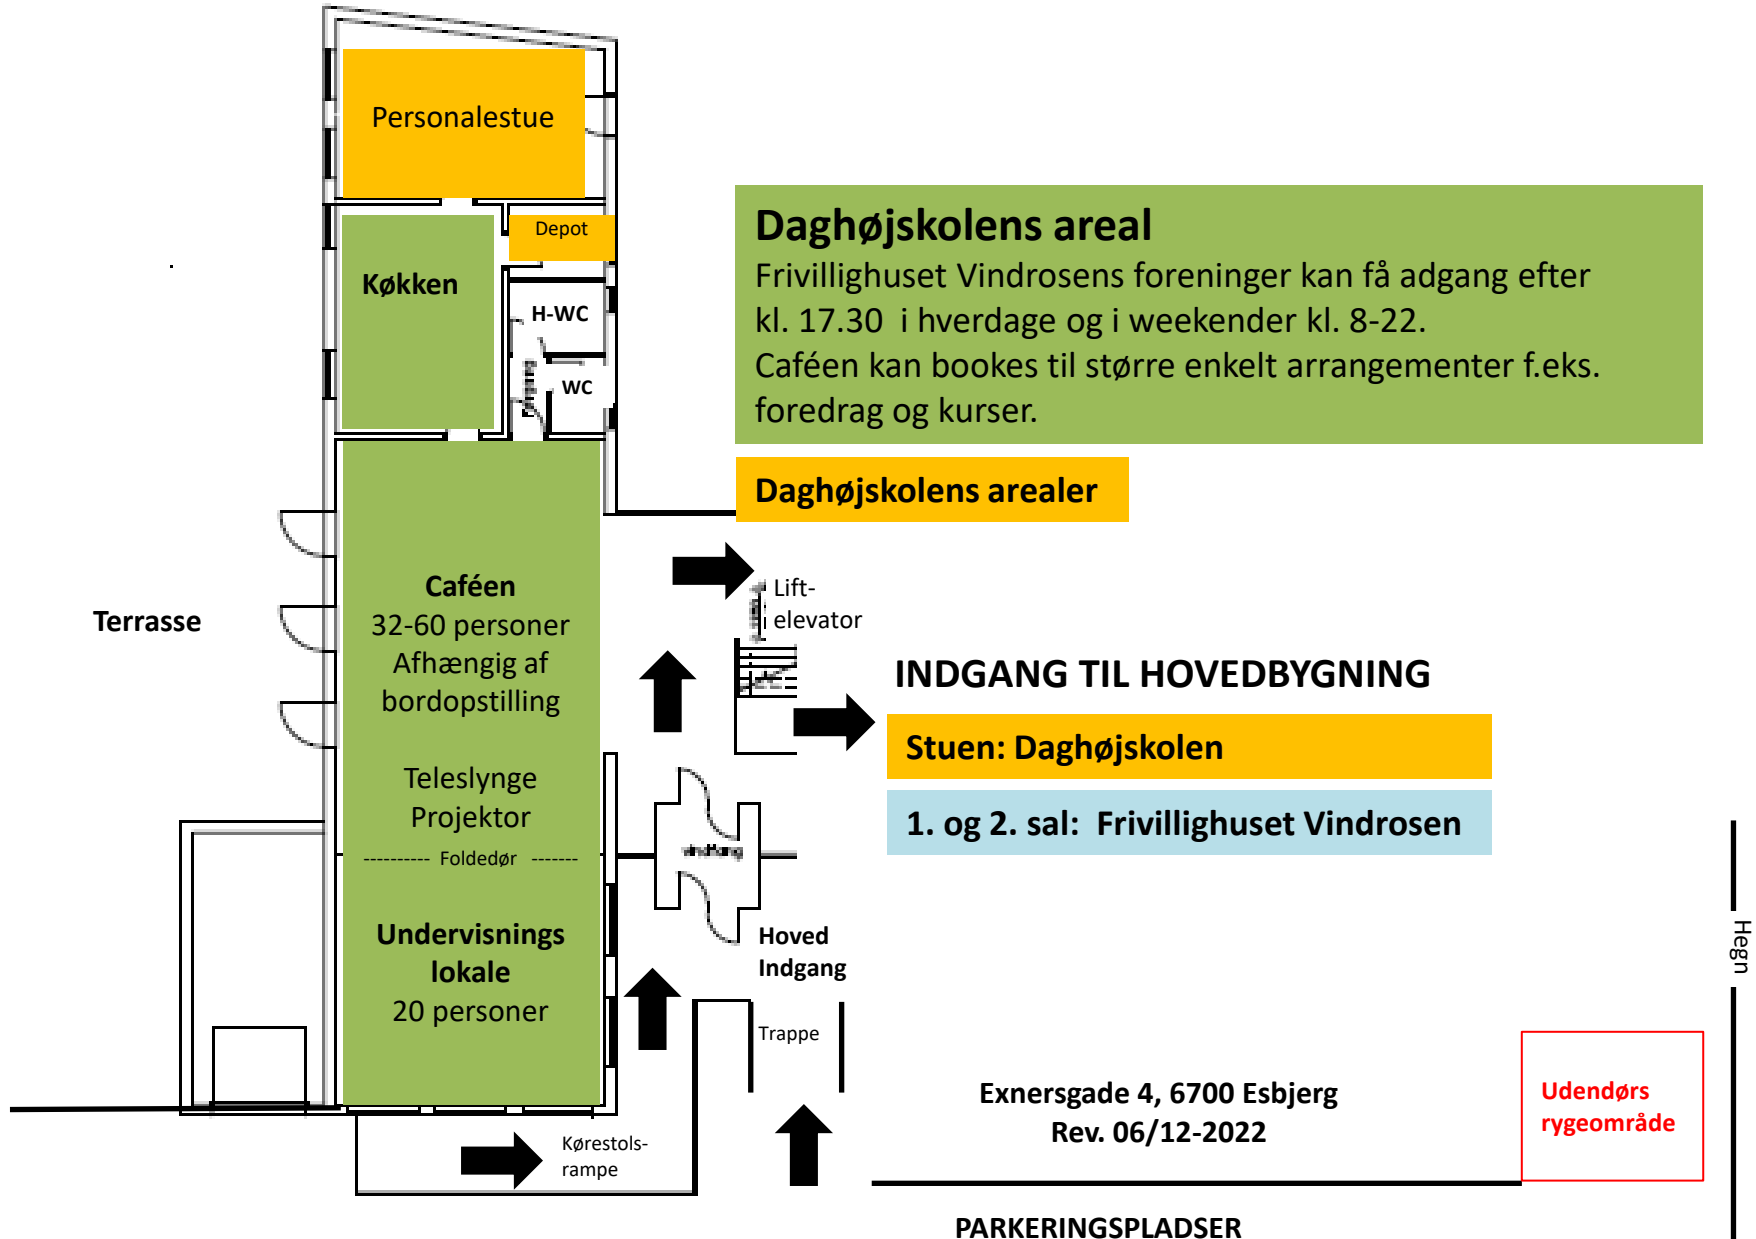 Personalestue
Depot
Køkken
H-WC
WC
Daghøjskolens areal
Frivillighuset Vindrosens foreninger kan få adgang efter
kl. 17.30 i hverdage og i weekender kl. 8-22.
Caféen kan bookes til større enkelt arrangementer f.eks.
foredrag og kurser.
Daghøjskolens arealer
Caféen
32-60 personer
Afhængig af
bordopstilling
Teleslynge
Projektor
---------- Foldedør -------
Undervisnings
lokale
20 personer
Terrasse
Lift-
elevator
INDGANG TIL HOVEDBYGNING
Stuen: Daghøjskolen
1. og 2. sal: Frivillighuset Vindrosen
vindfang
Hoved
Indgang
Trappe
Kørestols-
rampe
Exnersgade 4, 6700 Esbjerg
Rev. 06/12-2022
Udendørs
rygeområde
Hegn
PARKERINGSPLADSER